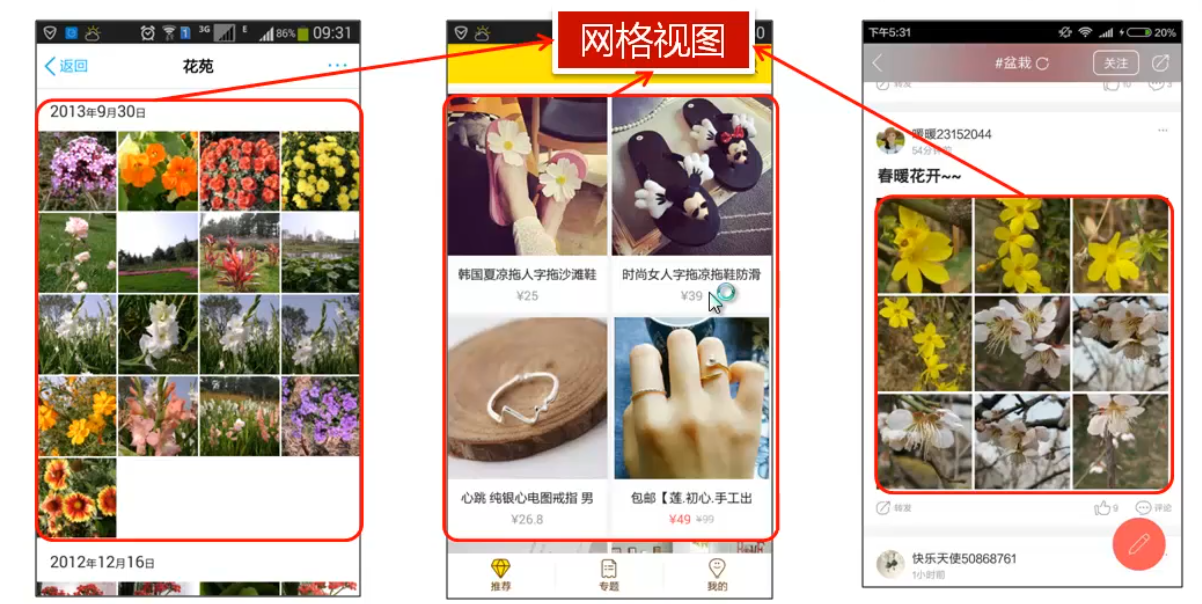 网格视图
3G
E
86%
09:31
返回
花苑
...
2013年9月30日
2012年12月16日
0
韩国夏凉拖人字拖沙滩鞋
¥25
时尚女人字拖凉拖鞋防滑
¥39
心跳 纯银心电图戒指 男
¥26.8
包邮【莲.初心.手工出
¥49 ¥99
推荐
专题
我的
下午5:31
20%
#盆栽
关注
转发
10
3
暖暖23152044
54分钟前
...
春暖花开~~
转发
9
评论
快乐天使50868761
1小时前